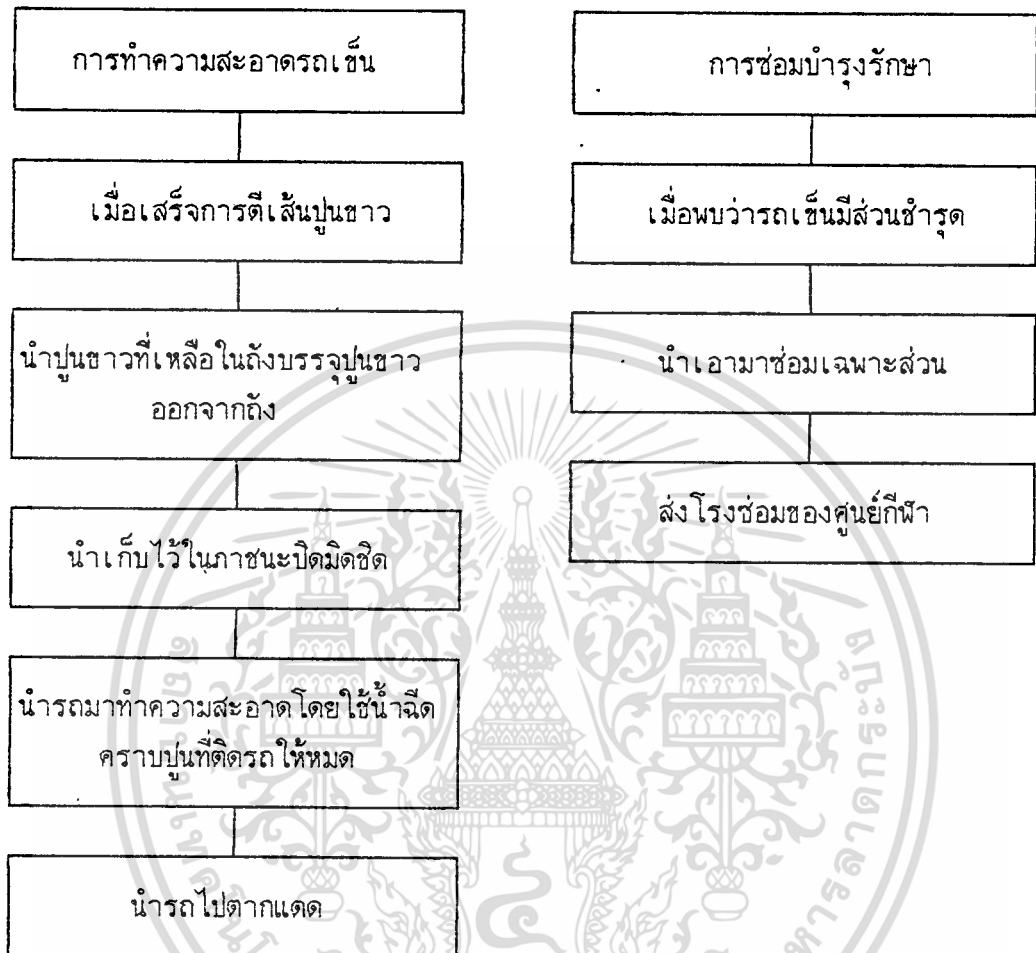 การทำความสะอาดรถเข็น
เมื่อเสร็จการตีเส้นปูนขาว
นำปูนขาวที่เหลือในถังบรรจุปูนขาว
ออกจากถัง
นำเก็บไว้ในภาชนะปิดมิดชิด
นำรถมาทำความสะอาดโดยใช้น้ำฉีด
คราบปูนที่ติดรถให้หมด
นำรถไปตากแดด
การซ่อมบำรุงรักษา
เมื่อพบว่ารถเข็นมีส่วนชำรุด
นำเอามาซ่อมเฉพาะส่วน
ส่งโรงซ่อมของศูนย์กีฬา